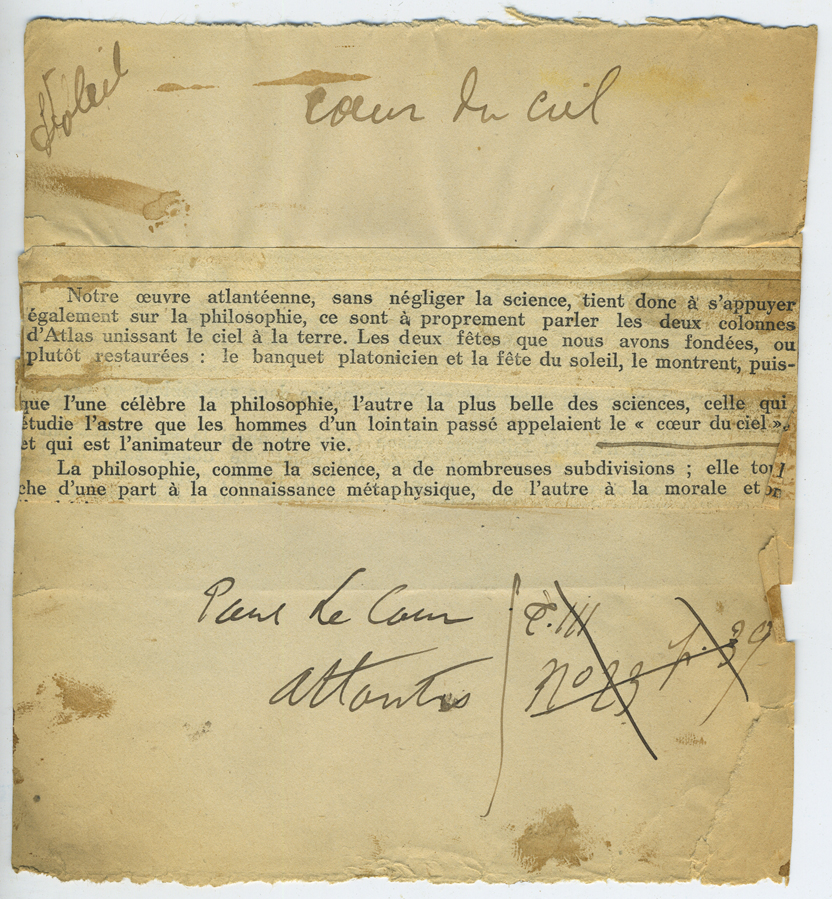 Soleil
cœur du ciel
Notre œuvre atlantéenne, sans négliger la science, tient donc à s'appuyer
également sur la philosophie, ce sont à proprement parler les deux colonnes
d'Atlas unissant le ciel à la terre. Les deux fêtes que nous avons fondées, ou
plutôt restaurées : le banquet platonicien et la fête du soleil, le montrent, puis-
que l'une célèbre la philosophie, l'autre la plus belle des sciences, celle qui
étudie l'astre que les hommes d'un lointain passé appelaient le « cœur du ciel »,
et qui est l'animateur de notre vie.
La philosophie, comme la science, a de nombreuses subdivisions ; elle tou
che d'une part à la connaissance métaphysique, de l'autre à la morale et
Paul Le Cour
Atlantis
T. III
No 23 p. 39